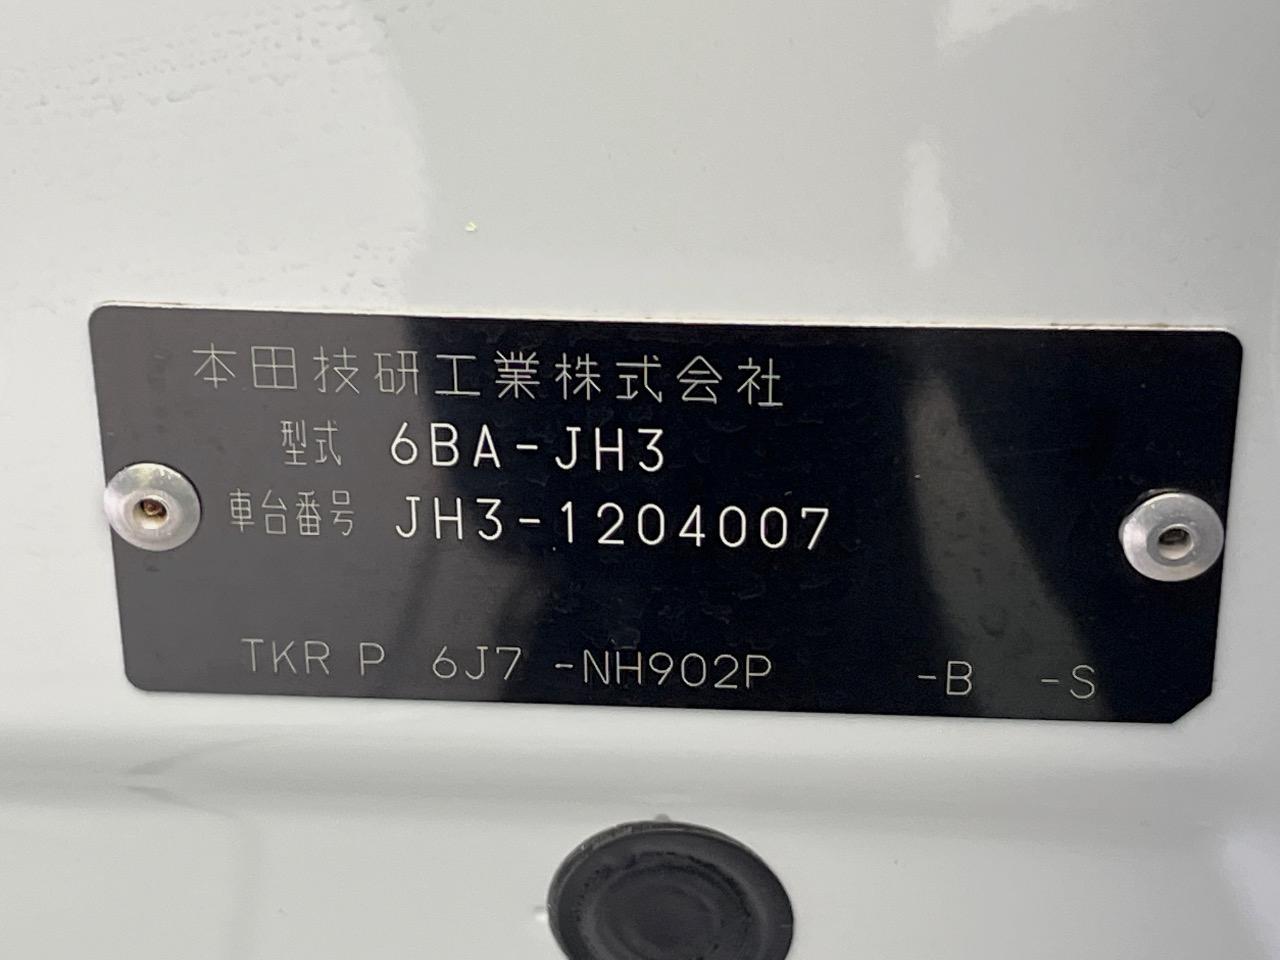 本田技研工業株式会社
型式 6BA-JH3
車台番号 JH3-1204007
TKR P 6J7 -NH902P -B -S